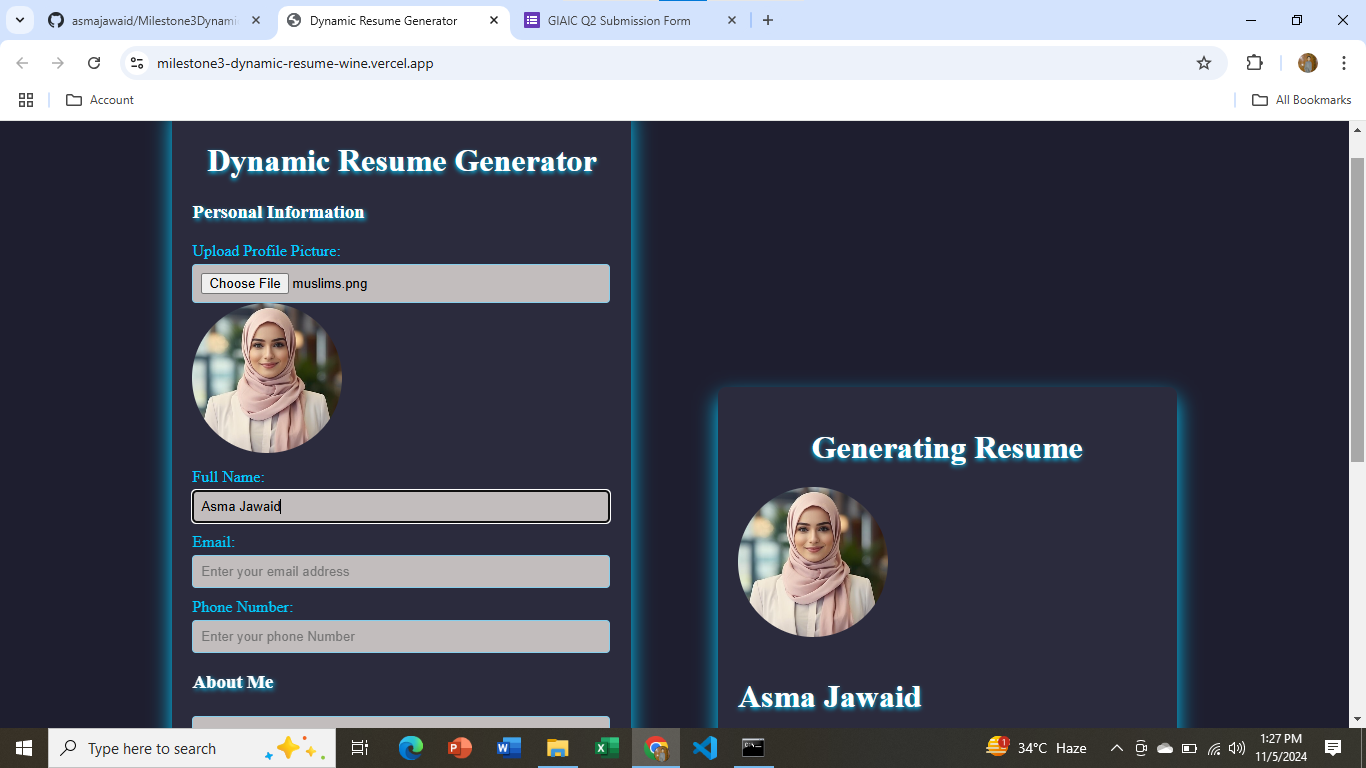 asmajawaid/Milestone3Dynami
Dynamic Resume Generator
GIAIC Q2 Submission Form
milestone3-dynamic-resume-wine.vercel.app
Account
All Bookmarks
Dynamic Resume Generator
Personal Information
Upload Profile Picture:
Choose File muslims.png
Full Name:
Asma Jawaid
Email:
Enter your email address
Phone Number:
Enter your phone Number
About Me
Generating Resume
Asma Jawaid
Type here to search
1
34°C Haze
1:27 PM
11/5/2024